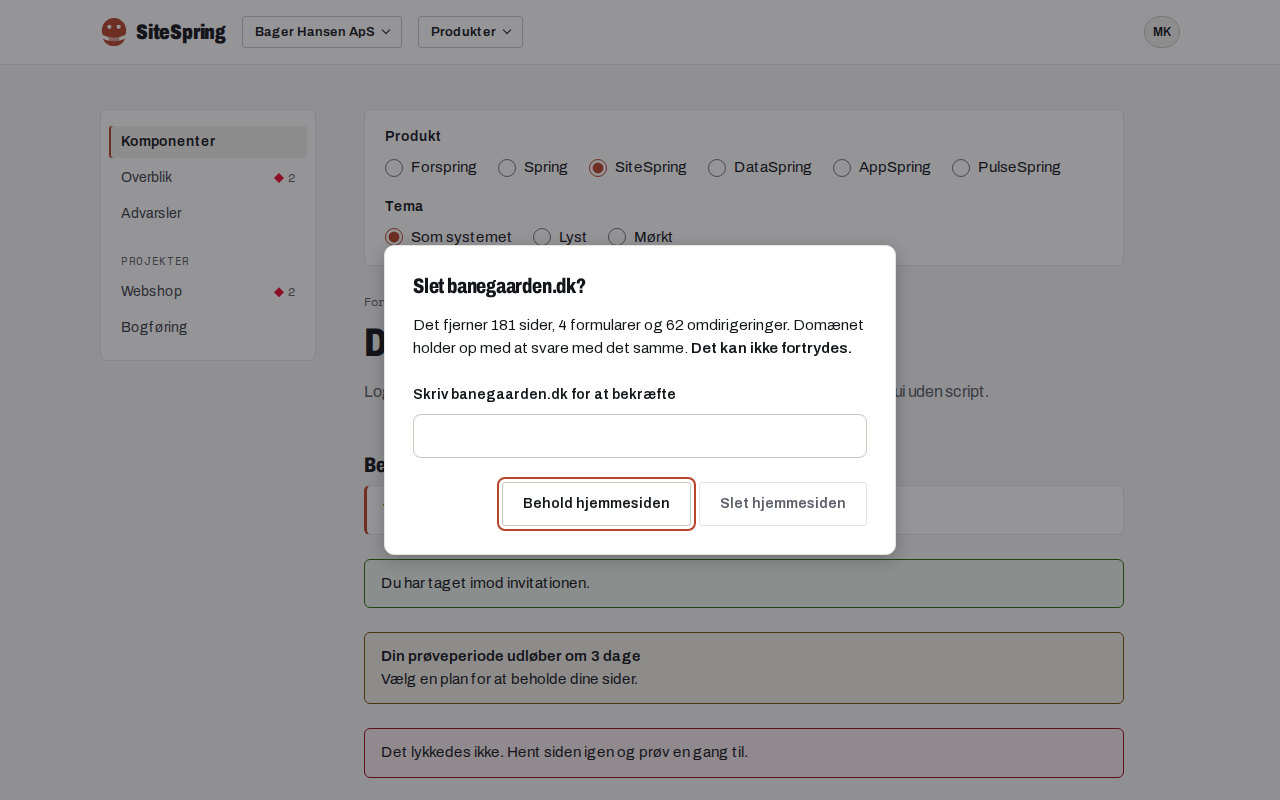 SiteSpring
Bager Hansen ApS
Produkter
MK
Komponenter
Overblik
2
Advarsler
PROJEKTER
Webshop
2
Bogføring
Produkt
Forspring
Spring
SiteSpring
DataSpring
AppSpring
PulseSpring
Tema
Som systemet
Lyst
Mørkt
Slet banegaarden.dk?
Det fjerner 181 sider, 4 formularer og 62 omdirigeringer. Domænet
holder op med at svare med det samme. Det kan ikke fortrydes.
Skriv banegaarden.dk for at bekræfte
Behold hjemmesiden
Slet hjemmesiden
uden script.
Du har taget imod invitationen.
Din prøveperiode udløber om 3 dage
Vælg en plan for at beholde dine sider.
Det lykkedes ikke. Hent siden igen og prøv en gang til.